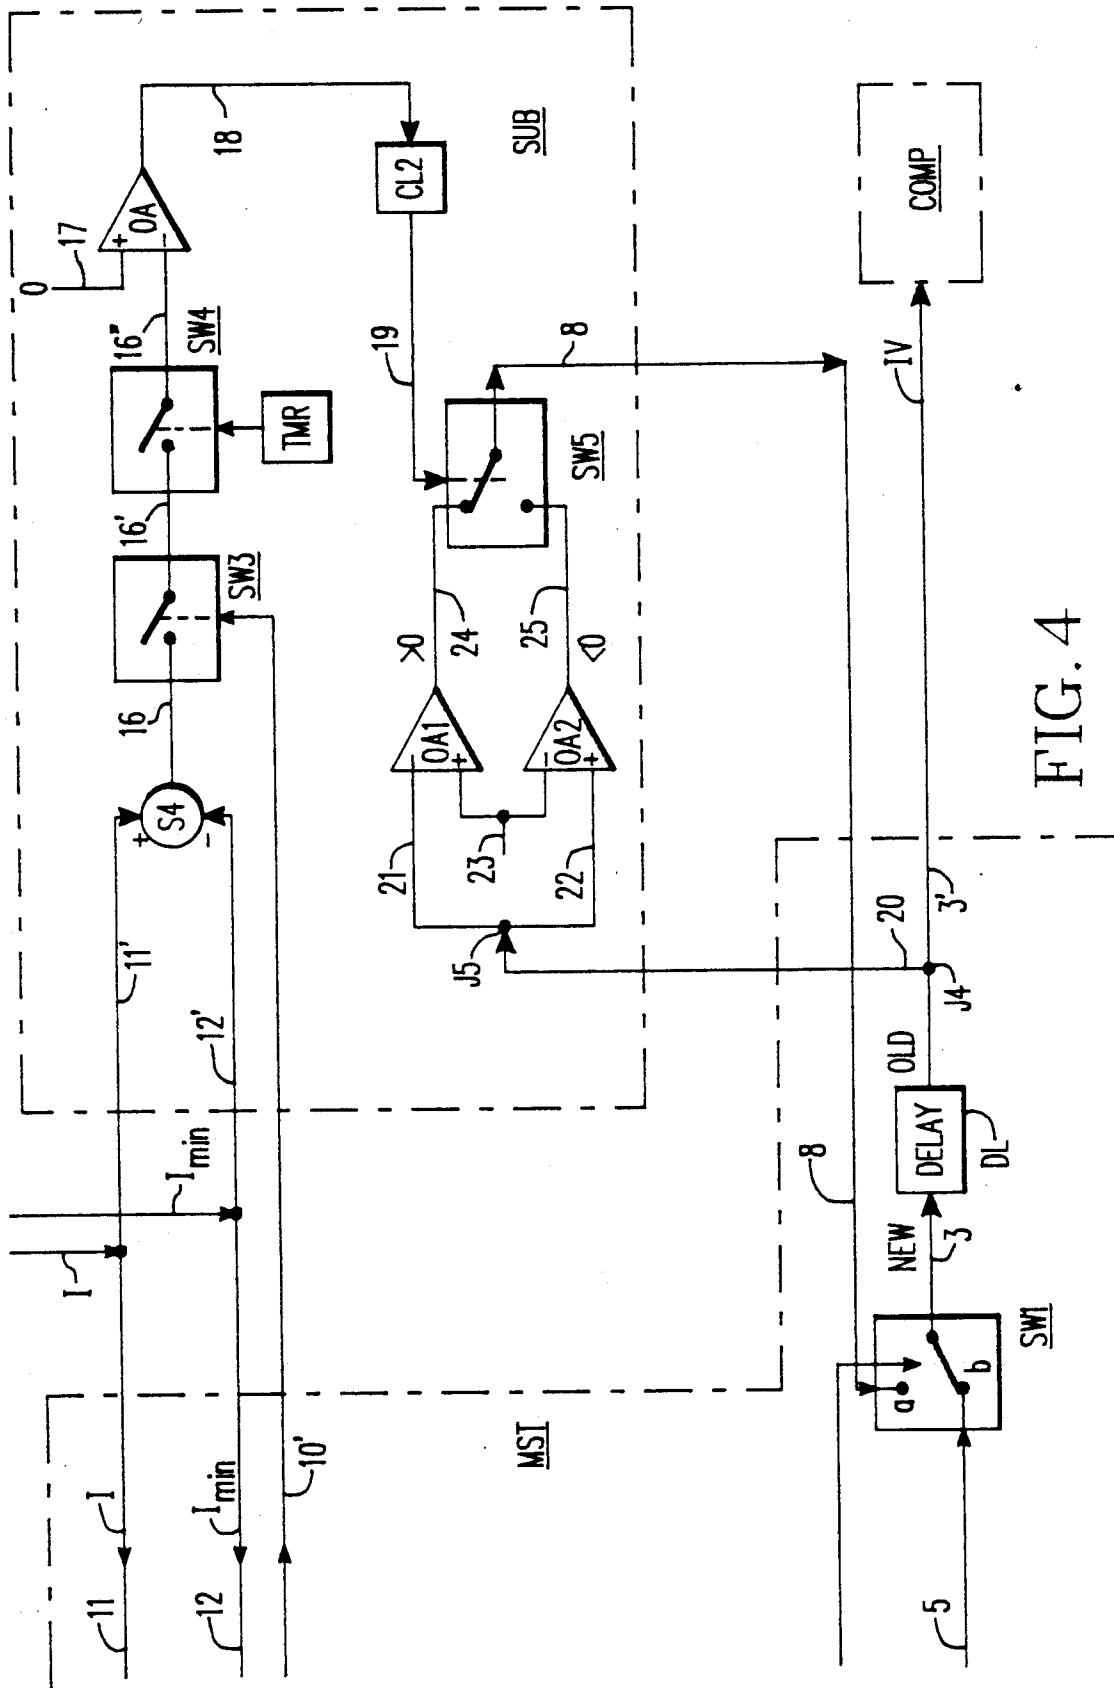 I
I
min
11'
12'
S4
+
-
16
SW3
16'
SW4
16"
TMR
0
17
+
-
OA
18
11
I
12
I
min
10'
MST
J5
21
22
23
-
+
OA1
-
+
OA2
>0
24
25
<0
SW5
19
CL2
SUB
8
8
5
a
b
SW1
NEW
3
DELAY
DL
OLD
J4
20
3'
IV
COMP
FIG. 4